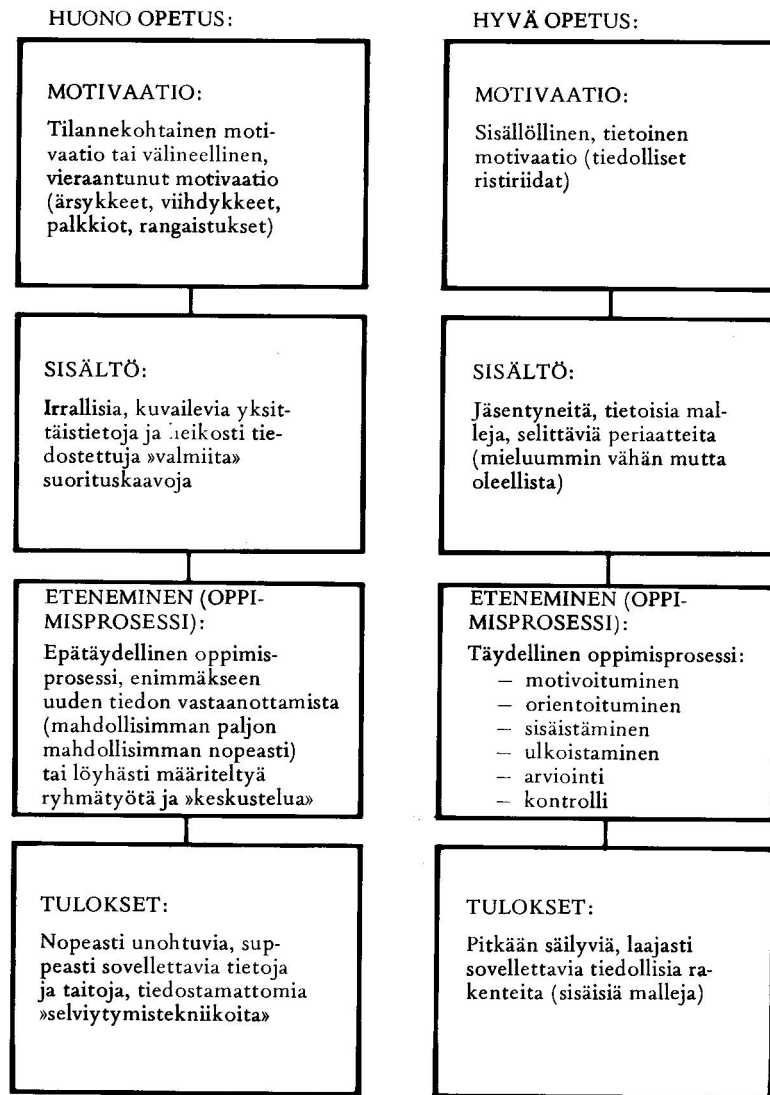 HUONO OPETUS:
MOTIVAATIO:
Tilannekohtainen moti-
vaatio tai välineellinen,
vieraantunut motivaatio
(ärsykkeet, viihdykkeet,
palkkiot, rangaistukset)
SISÄLTÖ:
Irrallisia, kuvailevia yksit-
täistietoja ja heikosti tie-
dostettuja »valmiita»
suorituskaavoja
ETENEMINEN (OPPI-
MISPROSESSI):
Epätäydellinen oppimis-
prosessi, enimmäkseen
uuden tiedon vastaanottamista
(mahdollisimman paljon
mahdollisimman nopeasti)
tai löyhästi määriteltyä
ryhmätyötä ja »keskustelua»
TULOKSET:
Nopeasti unohtuvia, sup-
peasti sovellettavia tietoja
ja taitoja, tiedostamattomia
»selviytymistekniikoita»
HYVÄ OPETUS:
MOTIVAATIO:
Sisällöllinen, tietoinen
motivaatio (tiedolliset
ristiriidat)
SISÄLTÖ:
Jäsentyneitä, tietoisia mal-
leja, selittäviä periaatteita
(mieluummin vähän mutta
oleellista)
ETENEMINEN (OPPI-
MISPROSESSI):
Täydellinen oppimisprosessi:
— motivoituminen
— orientoituminen
— sisäistäminen
— ulkoistaminen
— arviointi
— kontrolli
TULOKSET:
Pitkään säilyviä, laajasti
sovellettavia tiedollisia ra-
kenteita (sisäisiä malleja)